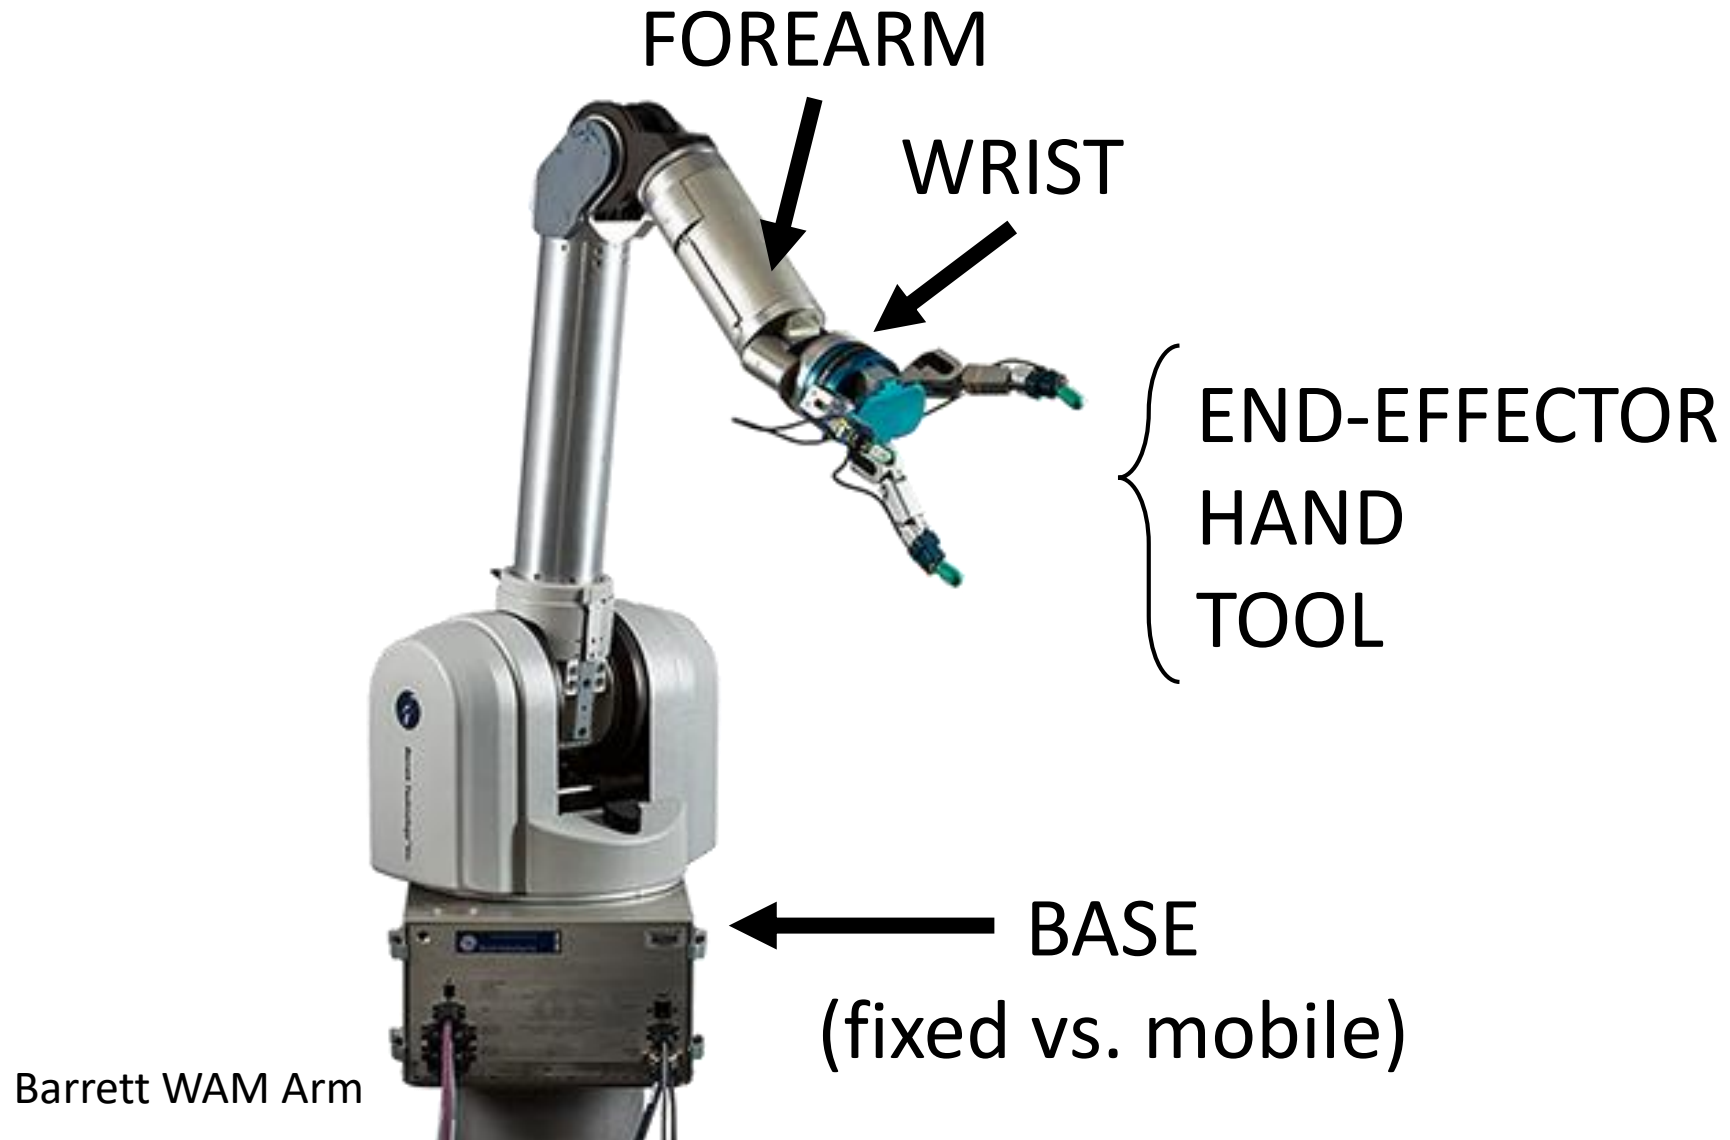 FOREARM
WRIST
END-EFFECTOR
HAND
TOOL
BASE
(fixed vs. mobile)
Barrett WAM Arm